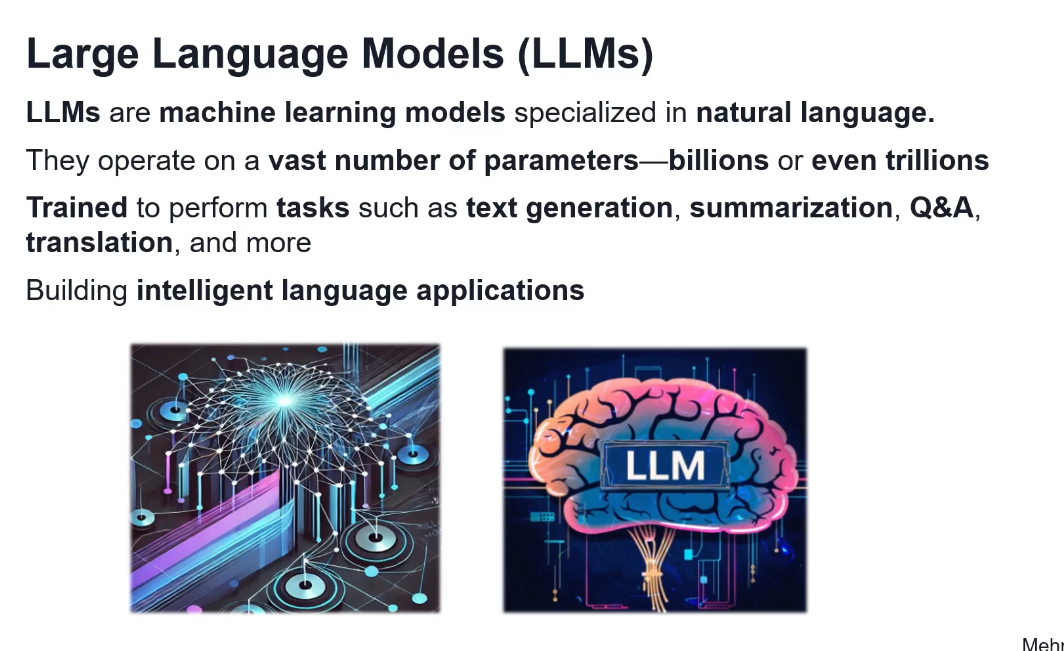 Large Language Models (LLMs)
LLMs are machine learning models specialized in natural language.
They operate on a vast number of parameters—billions or even trillions
Trained to perform tasks such as text generation, summarization, Q&A,
translation, and more
Building intelligent language applications
LLM